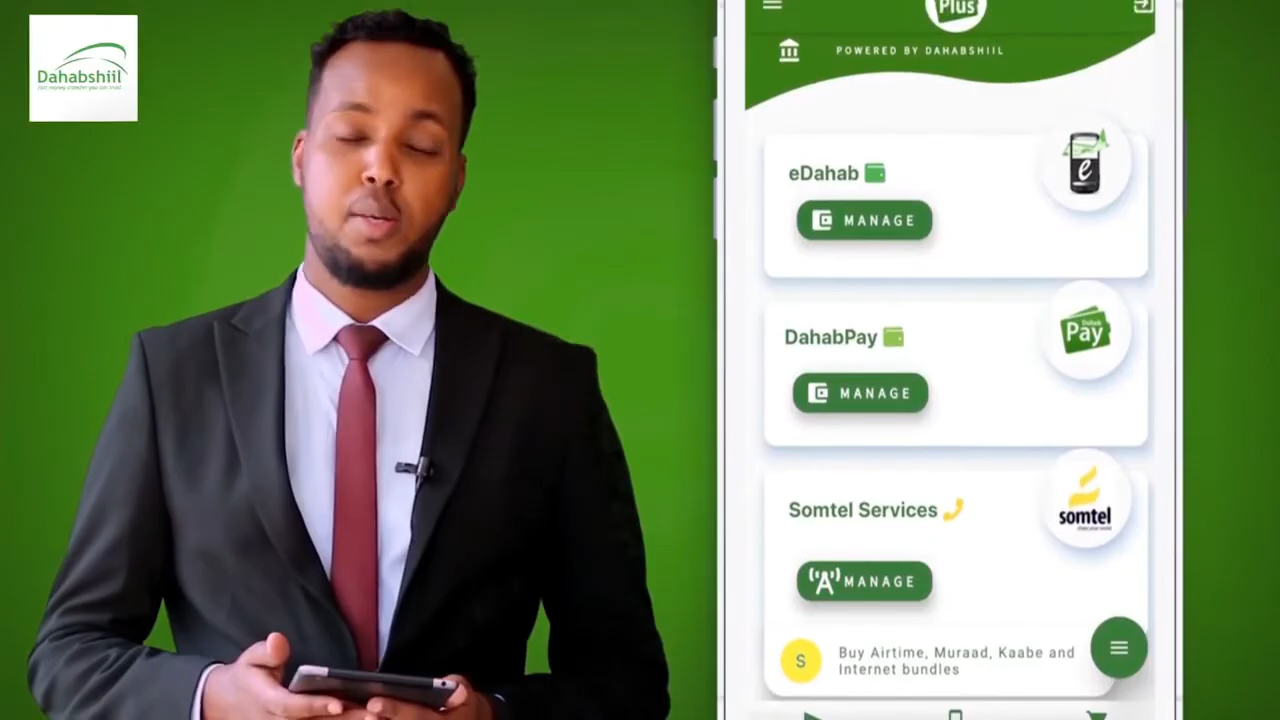 Dahabshiil
Plus
POWERED BY DAHABSHIIL
eDahab
e
MANAGE
DahabPay
Dahab
Pay
MANAGE
Somtel Services
somtel
MANAGE
S
Buy Airtime, Muraad, Kaabe and
Internet bundles